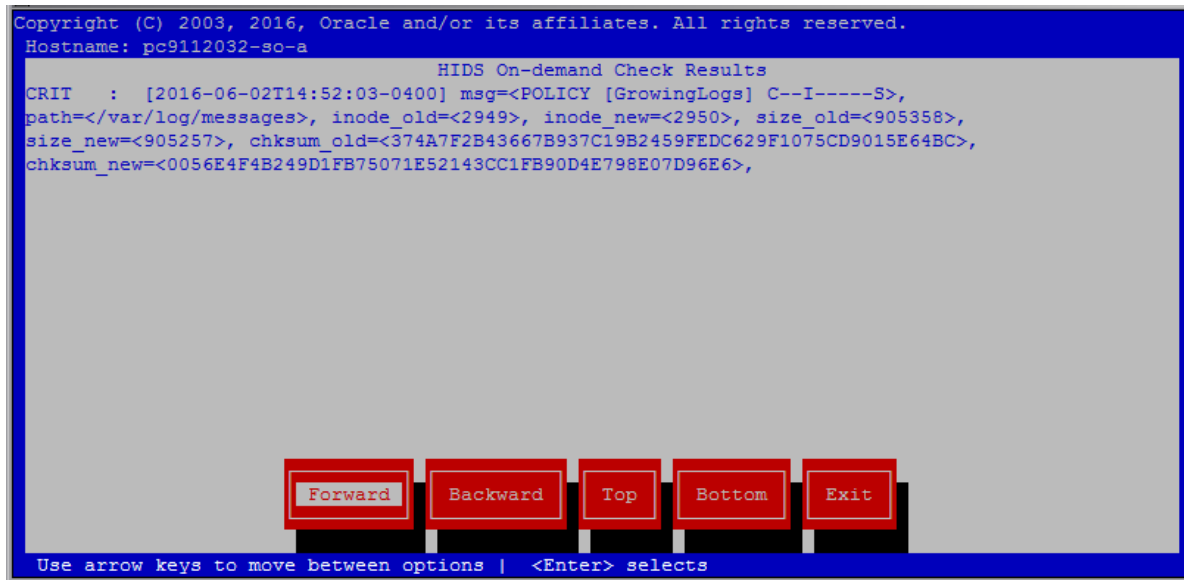 Copyright (C) 2003, 2016, Oracle and/or its affiliates. All rights reserved.
Hostname: pc9112032-so-a
HIDS On-demand Check Results
CRIT   :  [2016-06-02T14:52:03-0400] msg=<POLICY [GrowingLogs] C--I-----S>,
path=</var/log/messages>, inode_old=<2949>, inode_new=<2950>, size_old=<905358>,
size_new=<905257>, chksum_old=<374A7F2B43667B937C19B2459FEDC629F1075CD9015E64BC>,
chksum_new=<0056E4F4B249D1FB75071E52143CC1FB90D4E798E07D96E6>,
Forward Backward Top Bottom Exit
Use arrow keys to move between options |  <Enter> selects